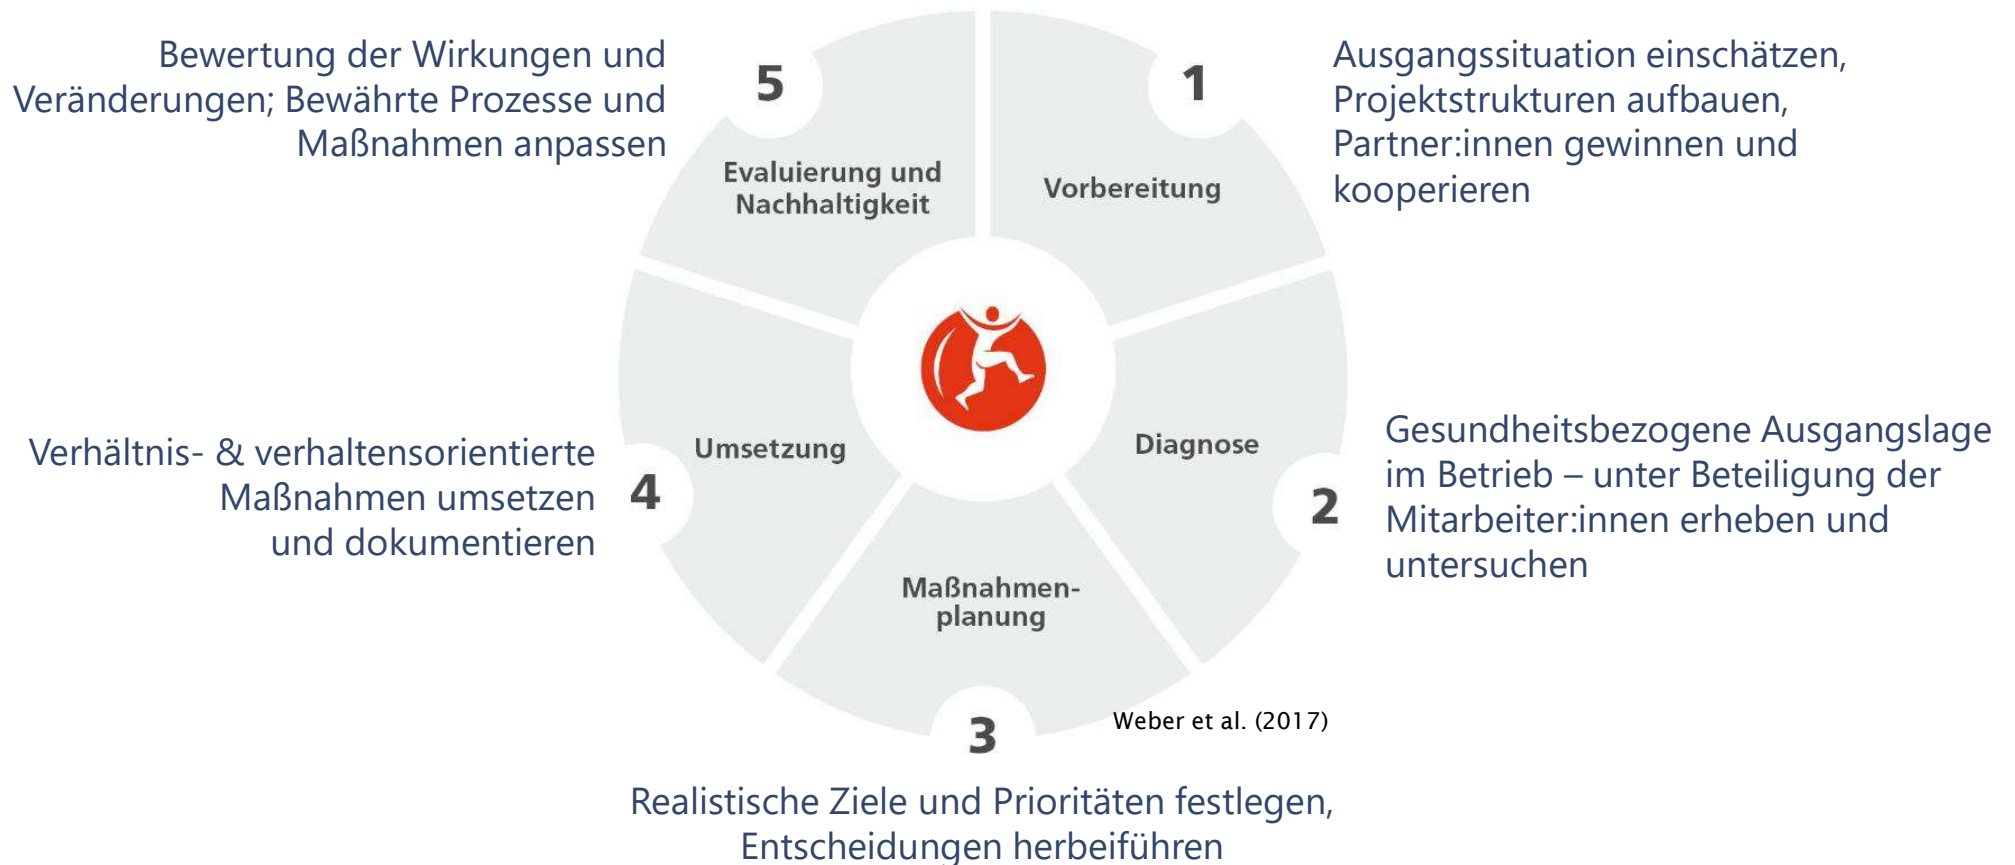 1
Vorbereitung
Ausgangssituation einschätzen,
Projektstrukturen aufbauen,
Partner:innen gewinnen und
kooperieren
2
Diagnose
Gesundheitsbezogene Ausgangslage
im Betrieb – unter Beteiligung der
Mitarbeiter:innen erheben und
untersuchen
3
Maßnahmen-
planung
Realistische Ziele und Prioritäten festlegen,
Entscheidungen herbeiführen
4
Umsetzung
Verhältnis- & verhaltensorientierte
Maßnahmen umsetzen
und dokumentieren
5
Evaluierung und
Nachhaltigkeit
Bewertung der Wirkungen und
Veränderungen; Bewährte Prozesse und
Maßnahmen anpassen
Weber et al. (2017)